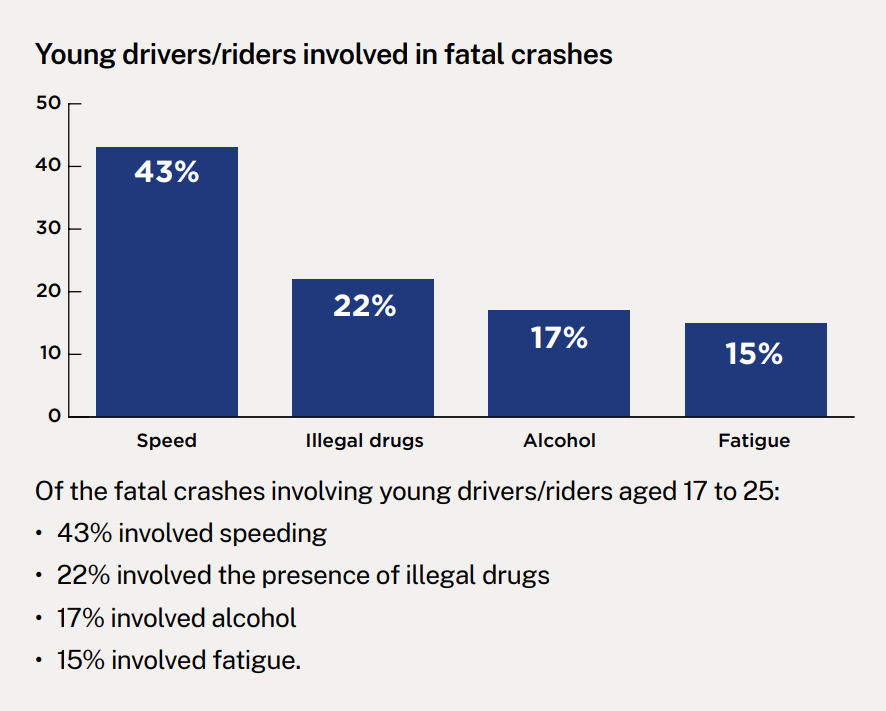 Young drivers/riders involved in fatal crashes
50
40
30
20
10
0
43%
22%
17%
15%
Speed
Illegal drugs
Alcohol
Fatigue
Of the fatal crashes involving young drivers/riders aged 17 to 25:
• 43% involved speeding
• 22% involved the presence of illegal drugs
• 17% involved alcohol
• 15% involved fatigue.